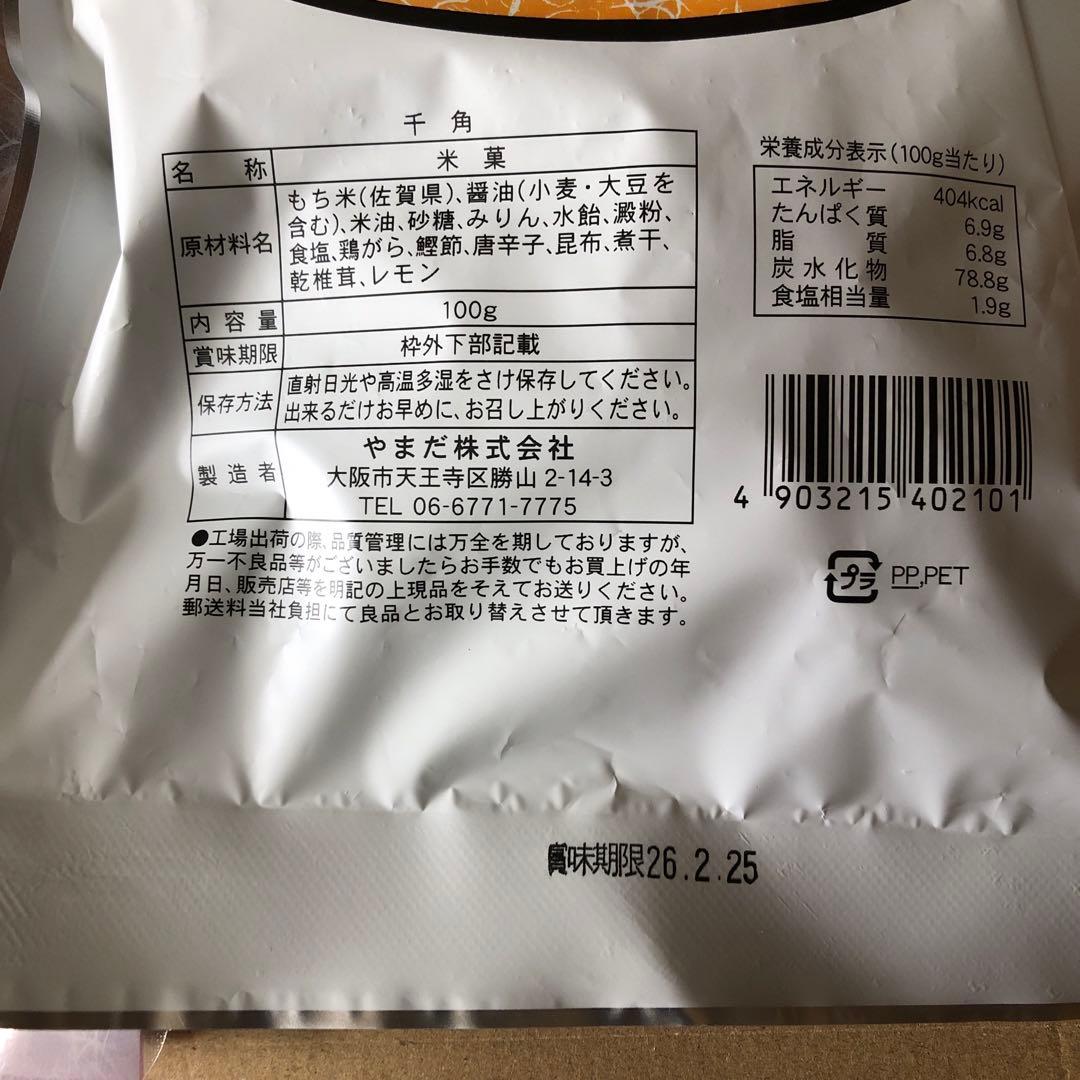 千角
名称 米菓
原材料名 もち米(佐賀県)、醤油(小麦・大豆を
含む)、米油、砂糖、みりん、水飴、澱粉、
食塩、鶏がら、鰹節、唐辛子、昆布、煮干、
乾椎茸、レモン
内容量 100g
賞味期限 枠外下部記載
保存方法 直射日光や高温多湿をさけ保存してください。
出来るだけお早めに、お召し上がりください。
製造者 やまだ株式会社
大阪市天王寺区勝山 2-14-3
TEL 06-6771-7775
●工場出荷の際、品質管理には万全を期しておりますが、
万一不良品等がございましたらお手数でもお買上げの年
月日、販売店等を明記の上現品をそえてお送りください。
郵送料当社負担にて良品とお取り替えさせて頂きます。
栄養成分表示(100g当たり)
エネルギー 404kcal
たんぱく質 6.9g
脂質 6.8g
炭水化物 78.8g
食塩相当量 1.9g
4 903215 402101
プラ PP,PET
賞味期限26.2.25